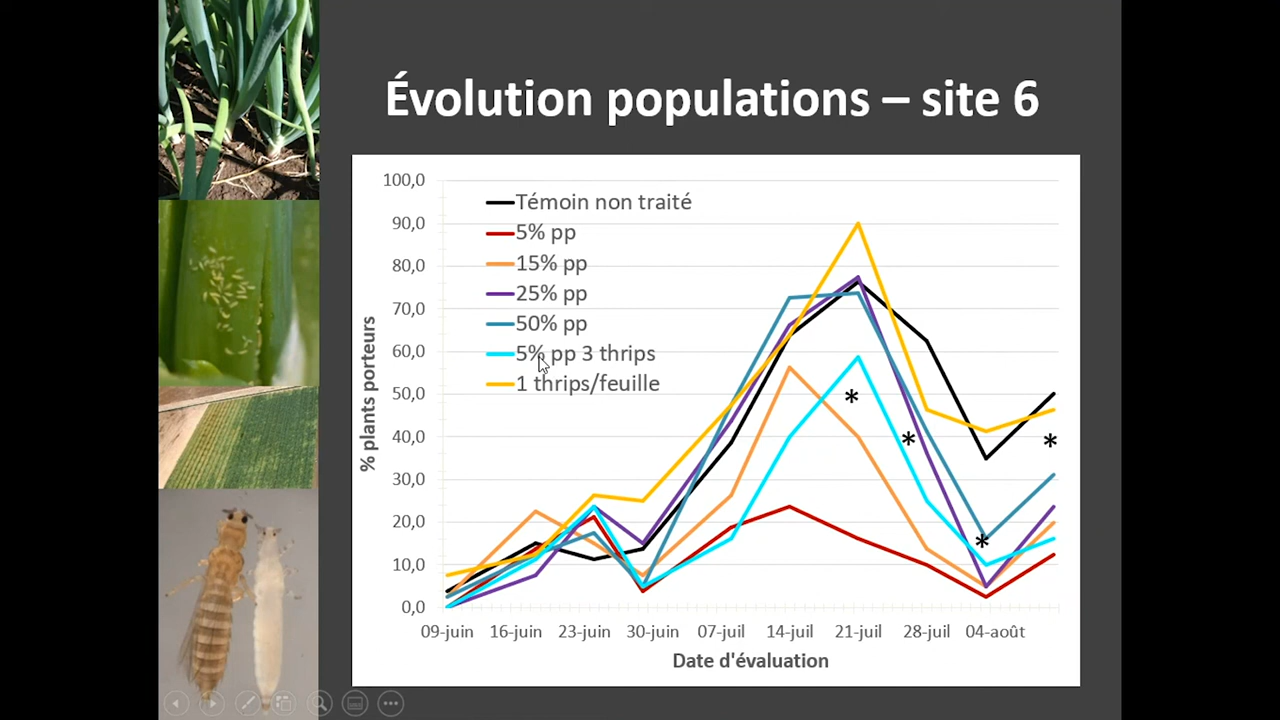 Évolution populations – site 6
100,0
90,0
80,0
70,0
60,0
50,0
40,0
30,0
20,0
10,0
0,0
% plants porteurs
Témoin non traité
5% pp
15% pp
25% pp
50% pp
5% pp 3 thrips
1 thrips/feuille
*
*
*
*
09-juin 16-juin 23-juin 30-juin 07-juil 14-juil 21-juil 28-juil 04-août
Date d'évaluation